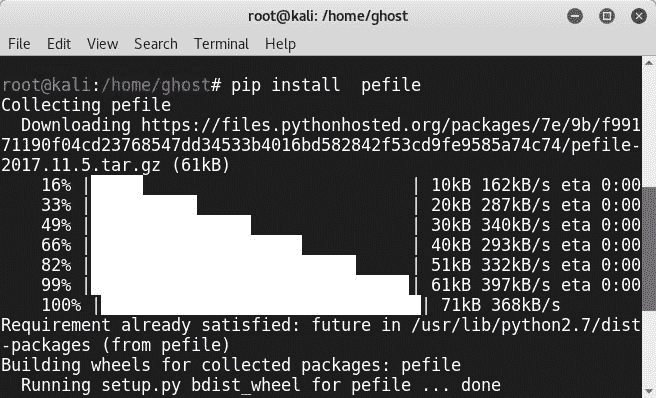 root@kali: /home/ghost
File Edit View Search Terminal Help
root@kali:/home/ghost# pip install  pefile
Collecting pefile
  Downloading https://files.pythonhosted.org/packages/7e/9b/f991
71190f04cd23768547dd34533b4016bd582842f53cd9fe9585a74c74/pefile-
2017.11.5.tar.gz (61kB)
    16% | | 10kB 162kB/s eta 0:00
    33% | | 20kB 287kB/s eta 0:00
    49% | | 30kB 340kB/s eta 0:00
    66% | | 40kB 293kB/s eta 0:00
    82% | | 51kB 332kB/s eta 0:00
    99% | | 61kB 397kB/s eta 0:00
    100% | | 71kB 368kB/s
Requirement already satisfied: future in /usr/lib/python2.7/dist
-packages (from pefile)
Building wheels for collected packages: pefile
  Running setup.py bdist_wheel for pefile ... done